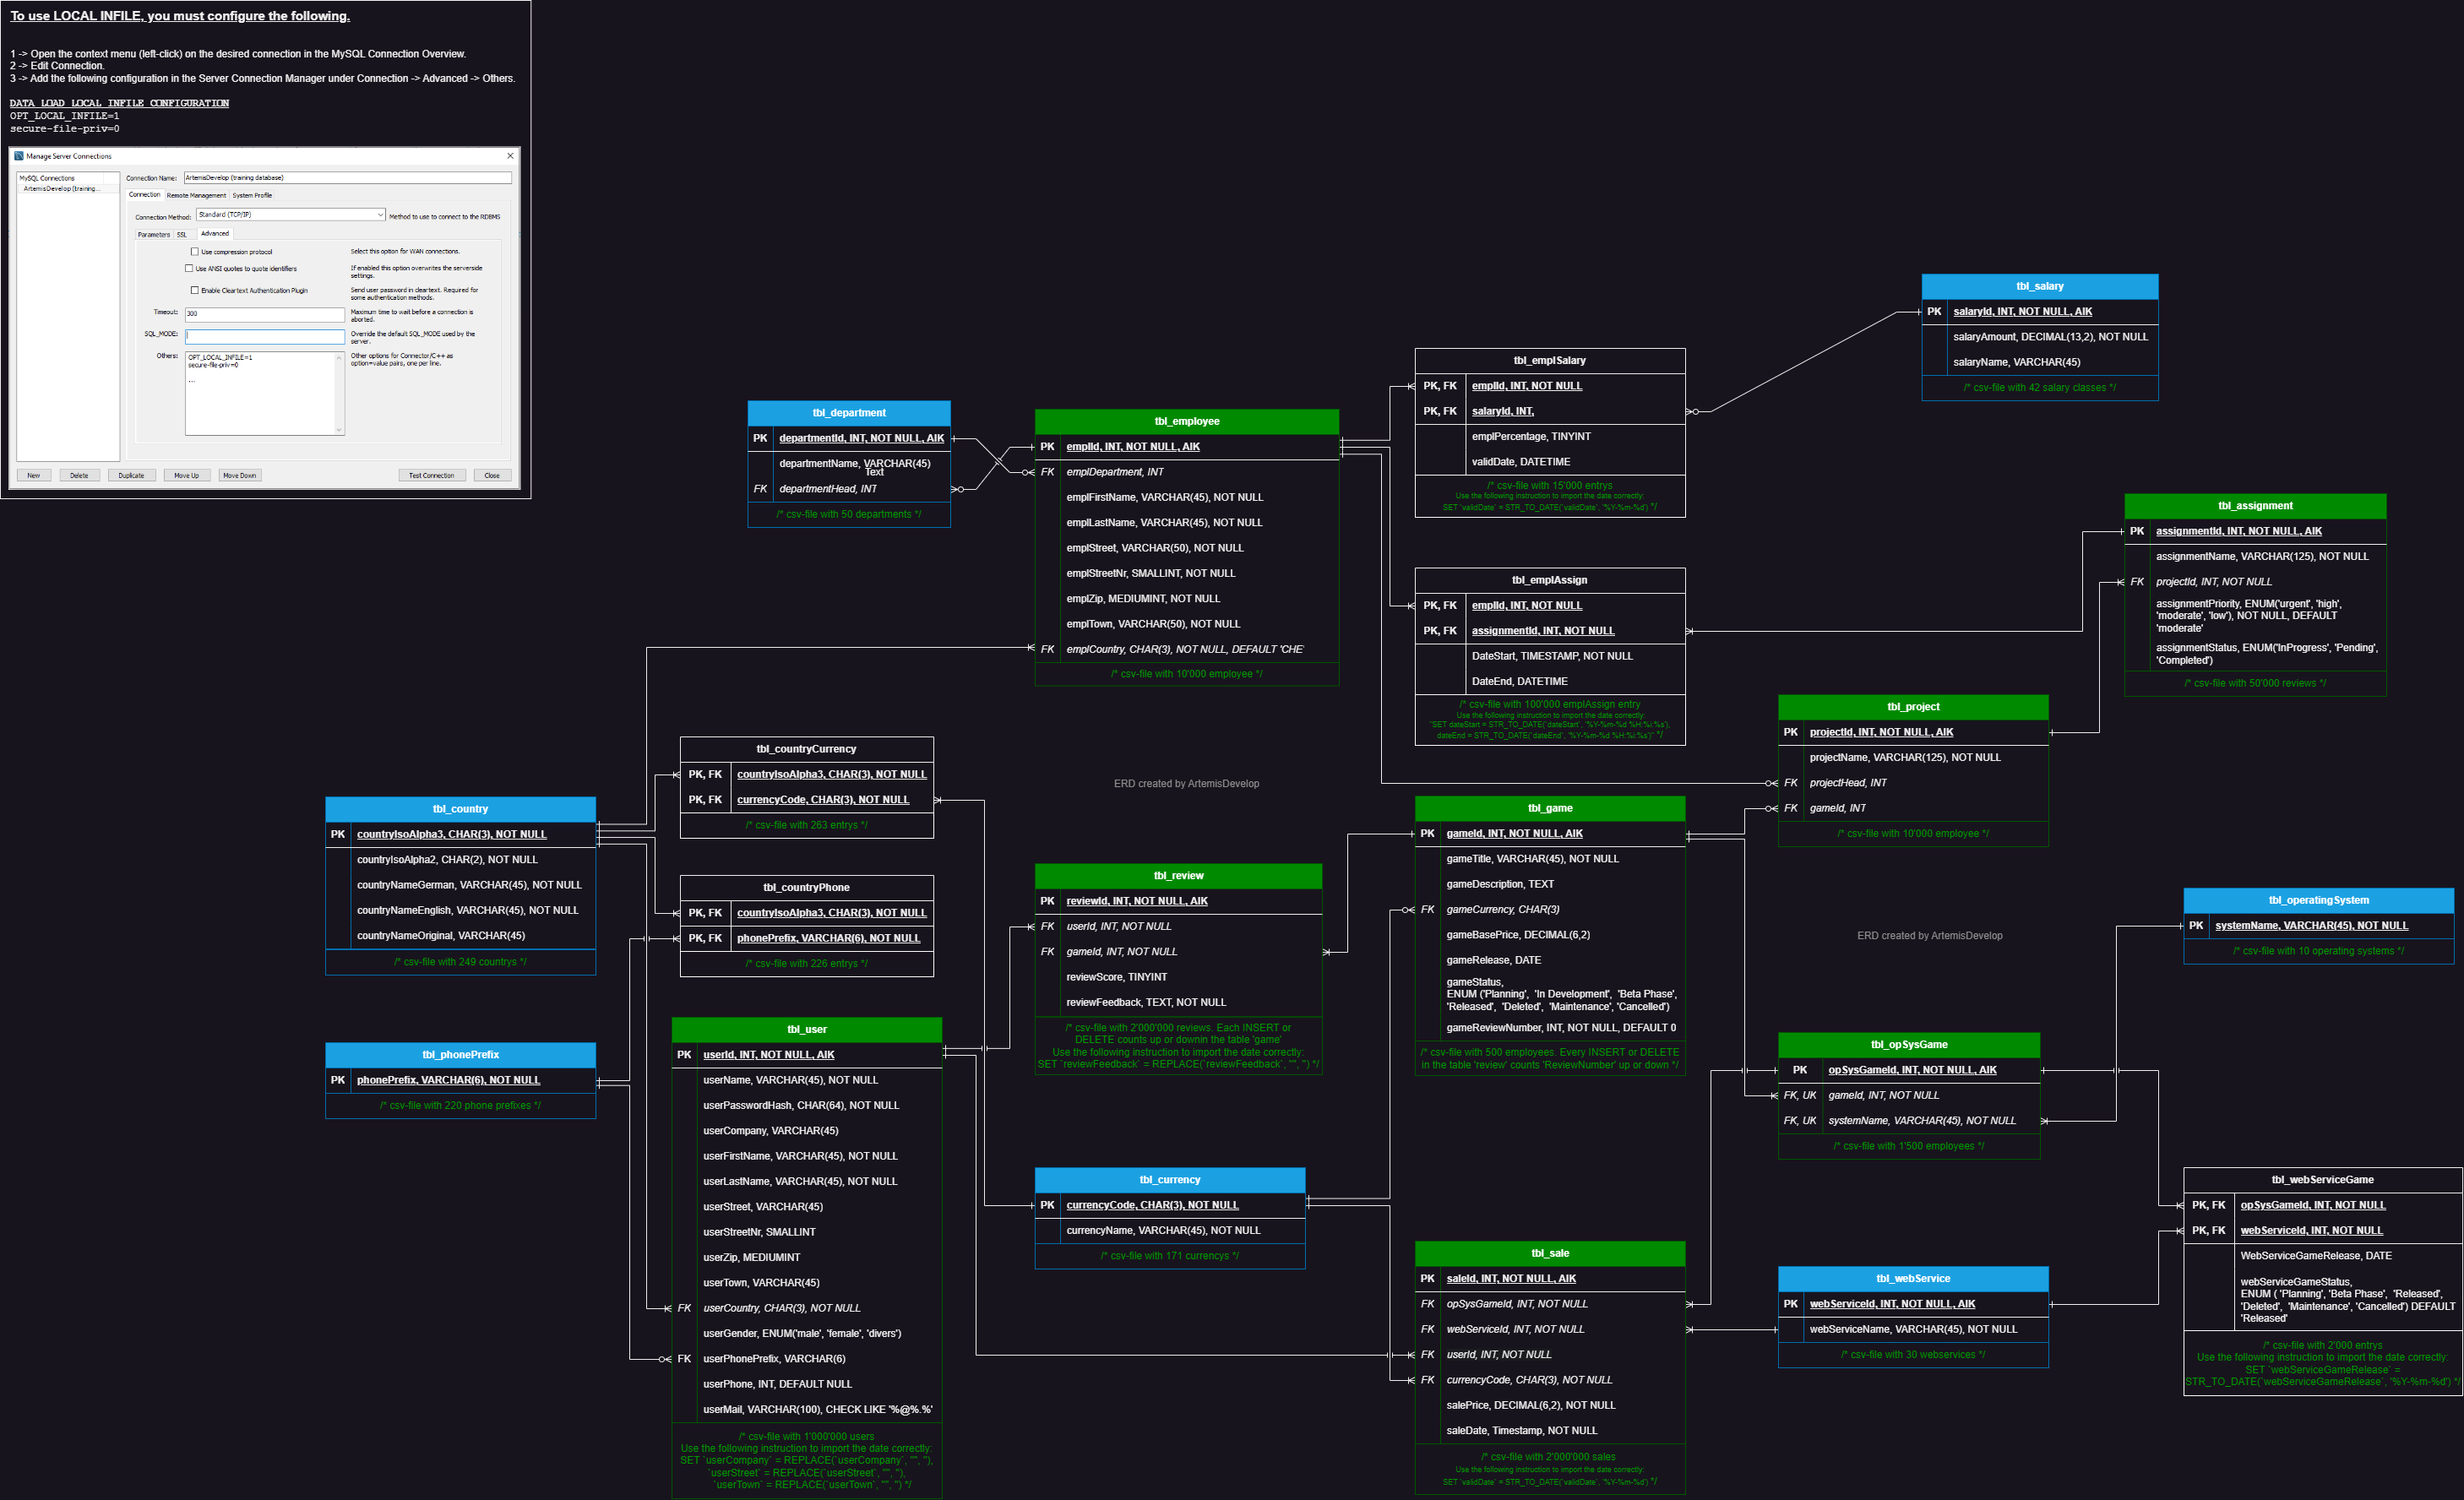 To use LOCAL INFILE, you must configure the following.
1 -> Open the context menu (left-click) on the desired connection in the MySQL Connection Overview.
2 -> Edit Connection.
3 -> Add the following configuration in the Server Connection Manager under Connection -> Advanced -> Others.
DATA LOAD LOCAL INFILE CONFIGURATION
OPT_LOCAL_INFILE=1
secure-file-priv=0
Manage Server Connections
MySQL Connections
ArtemisDevelop (training...
Connection Name: ArtemisDevelop (training database)
Connection Remote Management System Profile
Connection Method: Standard (TCP/IP) Method to use to connect to the RDBMS
Parameters SSL Advanced
Use compression protocol Select this option for WAN connections.
Use ANSI quotes to quote identifiers If enabled this option overwrites the serverside
settings.
Enable Cleartext Authentication Plugin Send user password in cleartext. Required for
some authentication methods.
Timeout: 300 Maximum time to wait before a connection is
aborted.
SQL_MODE: Override the default SQL_MODE used by the
server.
Others: OPT_LOCAL_INFILE=1 Other options for Connector/C++ as
secure-file-priv=0 option=value pairs, one per line.
...
New Delete Duplicate Move Up Move Down Test Connection Close
tbl_salary
PK salaryId, INT, NOT NULL, AIK
salaryAmount, DECIMAL(13,2), NOT NULL
salaryName, VARCHAR(45)
/* csv-file with 42 salary classes */
tbl_emplSalary
PK, FK emplId, INT, NOT NULL
PK, FK salaryId, INT,
emplPercentage, TINYINT
validDate, DATETIME
/* csv-file with 15'000 entrys
Use the following instruction to import the date correctly:
SET `validDate` = STR_TO_DATE(`validDate`, '%Y-%m-%d') */
tbl_department
PK departmentId, INT, NOT NULL, AIK
departmentName, VARCHAR(45)
Text
FK departmentHead, INT
/* csv-file with 50 departments */
tbl_employee
PK emplId, INT, NOT NULL, AIK
FK emplDepartment, INT
emplFirstName, VARCHAR(45), NOT NULL
emplLastName, VARCHAR(45), NOT NULL
emplStreet, VARCHAR(50), NOT NULL
emplStreetNr, SMALLINT, NOT NULL
emplZip, MEDIUMINT, NOT NULL
emplTown, VARCHAR(50), NOT NULL
FK emplCountry, CHAR(3), NOT NULL, DEFAULT 'CHE'
/* csv-file with 10'000 employee */
tbl_assignment
PK assignmentId, INT, NOT NULL, AIK
assignmentName, VARCHAR(125), NOT NULL
FK projectId, INT, NOT NULL
assignmentPriority, ENUM('urgent', 'high',
'moderate', 'low'), NOT NULL, DEFAULT
'moderate'
assignmentStatus, ENUM('InProgress', 'Pending',
'Completed')
/* csv-file with 50'000 reviews */
tbl_emplAssign
PK, FK emplId, INT, NOT NULL
PK, FK assignmentId, INT, NOT NULL
DateStart, TIMESTAMP, NOT NULL
DateEnd, DATETIME
/* csv-file with 100'000 emplAssign entry
Use the following instruction to import the date correctly:
"SET dateStart = STR_TO_DATE(`dateStart`, '%Y-%m-%d %H:%i:%s'),
dateEnd = STR_TO_DATE(`dateEnd`, '%Y-%m-%d %H:%i:%s')" */
tbl_project
PK projectId, INT, NOT NULL, AIK
projectName, VARCHAR(125), NOT NULL
FK projectHead, INT
FK gameId, INT
/* csv-file with 10'000 employee */
tbl_countryCurrency
PK, FK countryIsoAlpha3, CHAR(3), NOT NULL
PK, FK currencyCode, CHAR(3), NOT NULL
/* csv-file with 263 entrys */
ERD created by ArtemisDevelop
tbl_country
PK countryIsoAlpha3, CHAR(3), NOT NULL
countryIsoAlpha2, CHAR(2), NOT NULL
countryNameGerman, VARCHAR(45), NOT NULL
countryNameEnglish, VARCHAR(45), NOT NULL
countryNameOriginal, VARCHAR(45)
/* csv-file with 249 countrys */
tbl_countryPhone
PK, FK countryIsoAlpha3, CHAR(3), NOT NULL
PK, FK phonePrefix, VARCHAR(6), NOT NULL
/* csv-file with 226 entrys */
tbl_review
PK reviewId, INT, NOT NULL, AIK
FK userId, INT, NOT NULL
FK gameId, INT, NOT NULL
reviewScore, TINYINT
reviewFeedback, TEXT, NOT NULL
/* csv-file with 2'000'000 reviews. Each INSERT or
DELETE counts up or downin the table 'game'
Use the following instruction to import the date correctly:
SET `reviewFeedback` = REPLACE(`reviewFeedback`, '"', '') */
tbl_game
PK gameId, INT, NOT NULL, AIK
gameTitle, VARCHAR(45), NOT NULL
gameDescription, TEXT
FK gameCurrency, CHAR(3)
gameBasePrice, DECIMAL(6,2)
gameRelease, DATE
gameStatus,
ENUM ('Planning', 'In Development', 'Beta Phase',
'Released', 'Deleted', 'Maintenance', 'Cancelled')
gameReviewNumber, INT, NOT NULL, DEFAULT 0
/* csv-file with 500 employees. Every INSERT or DELETE
in the table 'review' counts 'ReviewNumber' up or down */
ERD created by ArtemisDevelop
tbl_operatingSystem
PK systemName, VARCHAR(45), NOT NULL
/* csv-file with 10 operating systems */
tbl_phonePrefix
PK phonePrefix, VARCHAR(6), NOT NULL
/* csv-file with 220 phone prefixes */
tbl_user
PK userId, INT, NOT NULL, AIK
userName, VARCHAR(45), NOT NULL
userPasswordHash, CHAR(64), NOT NULL
userCompany, VARCHAR(45)
userFirstName, VARCHAR(45), NOT NULL
userLastName, VARCHAR(45), NOT NULL
userStreet, VARCHAR(45)
userStreetNr, SMALLINT
userZip, MEDIUMINT
userTown, VARCHAR(45)
FK userCountry, CHAR(3), NOT NULL
userGender, ENUM('male', 'female', 'divers')
FK userPhonePrefix, VARCHAR(6)
userPhone, INT, DEFAULT NULL
userMail, VARCHAR(100), CHECK LIKE '%@%.%'
/* csv-file with 1'000'000 users
Use the following instruction to import the date correctly:
SET `userCompany` = REPLACE(`userCompany`, '"', ''),
`userStreet` = REPLACE(`userStreet`, '"', ''),
`userTown` = REPLACE(`userTown`, '"', '') */
tbl_opSysGame
PK opSysGameId, INT, NOT NULL, AIK
FK, UK gameId, INT, NOT NULL
FK, UK systemName, VARCHAR(45), NOT NULL
/* csv-file with 1'500 employees */
tbl_currency
PK currencyCode, CHAR(3), NOT NULL
currencyName, VARCHAR(45), NOT NULL
/* csv-file with 171 currencys */
tbl_sale
PK saleId, INT, NOT NULL, AIK
FK opSysGameId, INT, NOT NULL
FK webServiceId, INT, NOT NULL
FK userId, INT, NOT NULL
FK currencyCode, CHAR(3), NOT NULL
salePrice, DECIMAL(6,2), NOT NULL
saleDate, Timestamp, NOT NULL
/* csv-file with 2'000'000 sales
Use the following instruction to import the date correctly:
SET `validDate` = STR_TO_DATE(`validDate`, '%Y-%m-%d') */
tbl_webService
PK webServiceId, INT, NOT NULL, AIK
webServiceName, VARCHAR(45), NOT NULL
/* csv-file with 30 webservices */
tbl_webServiceGame
PK, FK opSysGameId, INT, NOT NULL
PK, FK webServiceId, INT, NOT NULL
WebServiceGameRelease, DATE
webServiceGameStatus,
ENUM ( 'Planning', 'Beta Phase', 'Released',
'Deleted', 'Maintenance', 'Cancelled') DEFAULT
'Released'
/* csv-file with 2'000 entrys
Use the following instruction to import the date correctly:
SET `webServiceGameRelease` =
STR_TO_DATE(`webServiceGameRelease`, '%Y-%m-%d') */